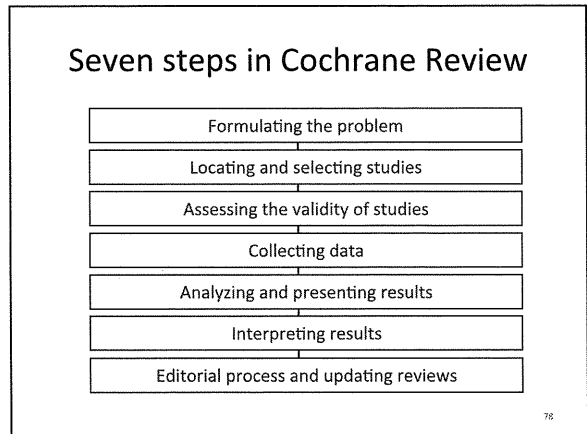 Seven steps in Cochrane Review
Formulating the problem
Locating and selecting studies
Assessing the validity of studies
Collecting data
Analyzing and presenting results
Interpreting results
Editorial process and updating reviews
78